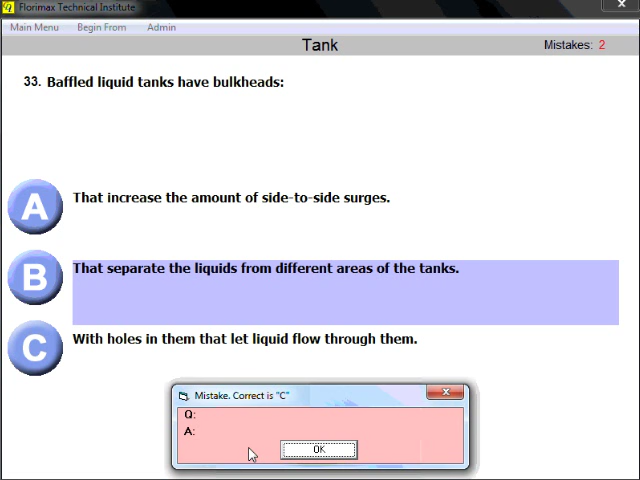 Florimax Technical Institute
Main Menu Begin From Admin
Tank Mistakes: 2
33. Baffled liquid tanks have bulkheads:
A That increase the amount of side-to-side surges.
B That separate the liquids from different areas of the tanks.
C With holes in them that let liquid flow through them.
Mistake. Correct is "C"
Q:
A:
OK